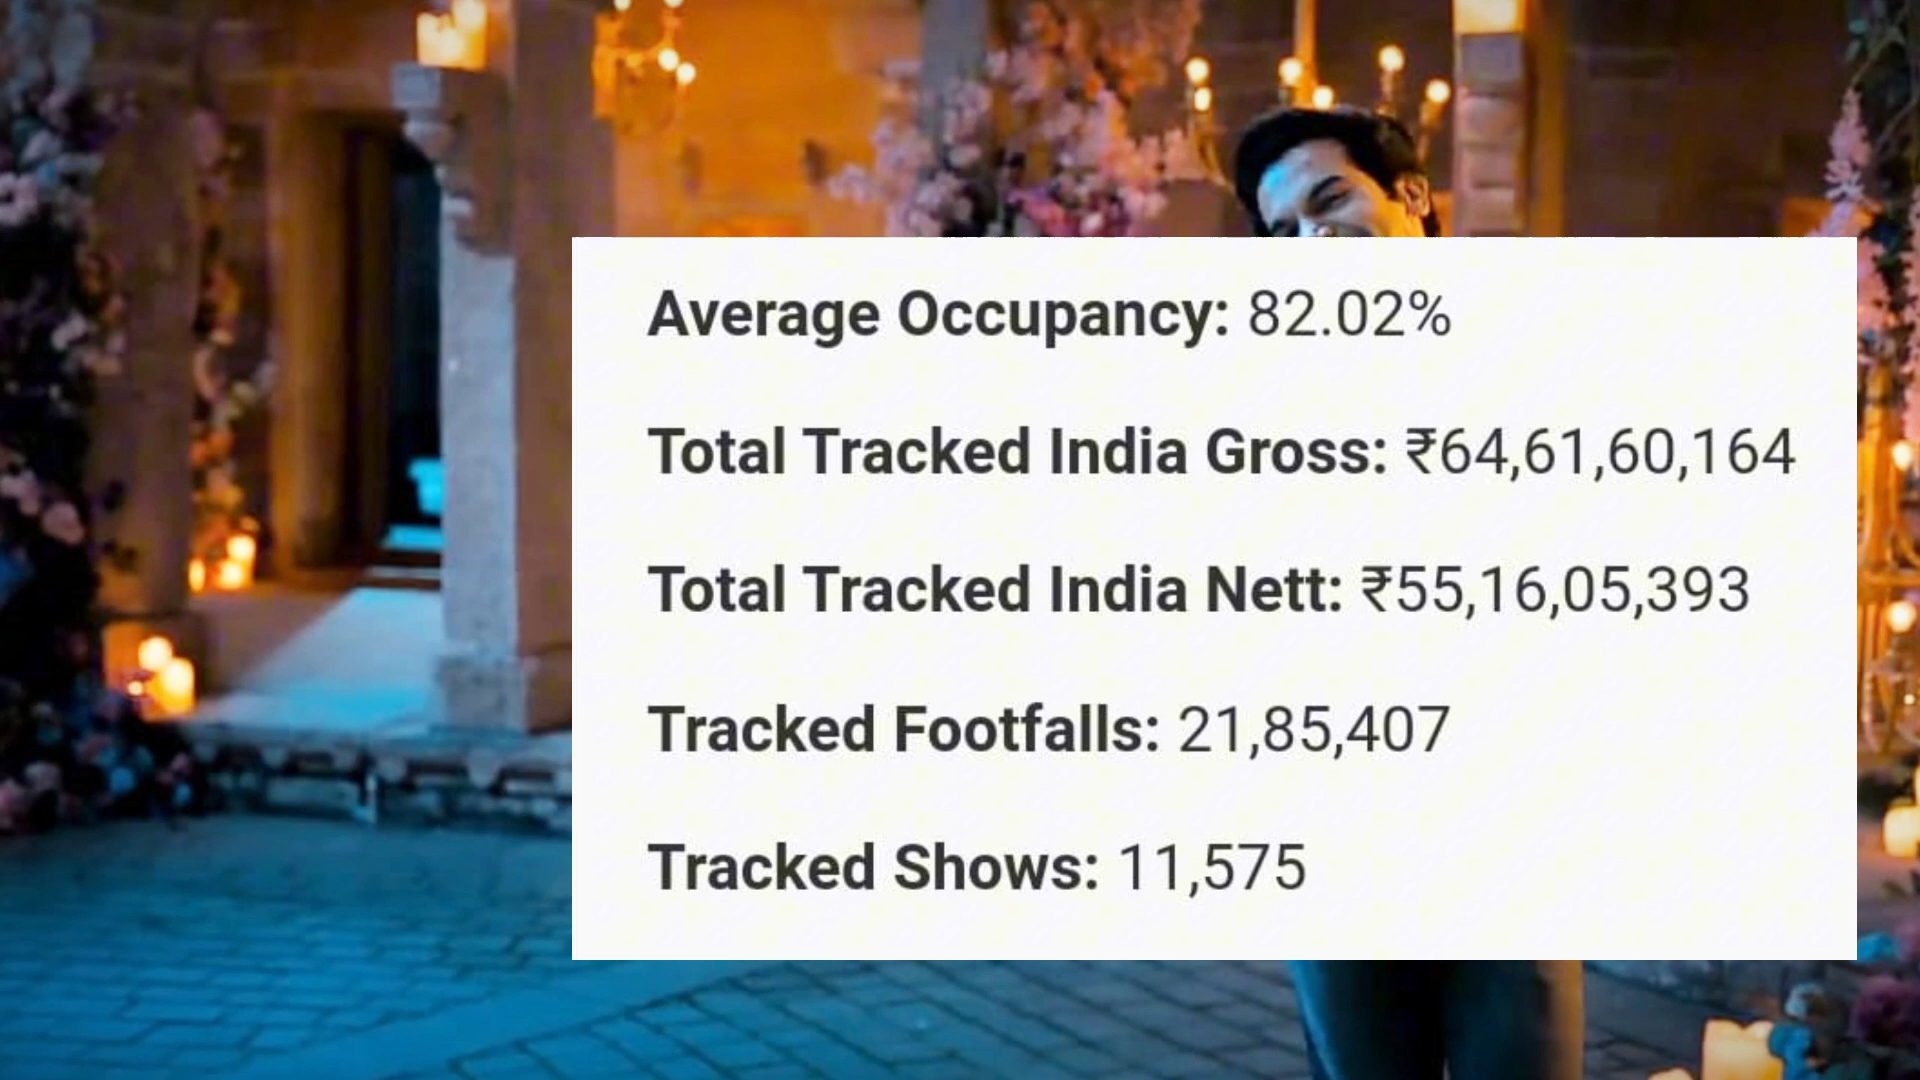 Average Occupancy: 82.02%
Total Tracked India Gross: ₹64,61,60,164
Total Tracked India Nett: ₹55,16,05,393
Tracked Footfalls: 21,85,407
Tracked Shows: 11,575